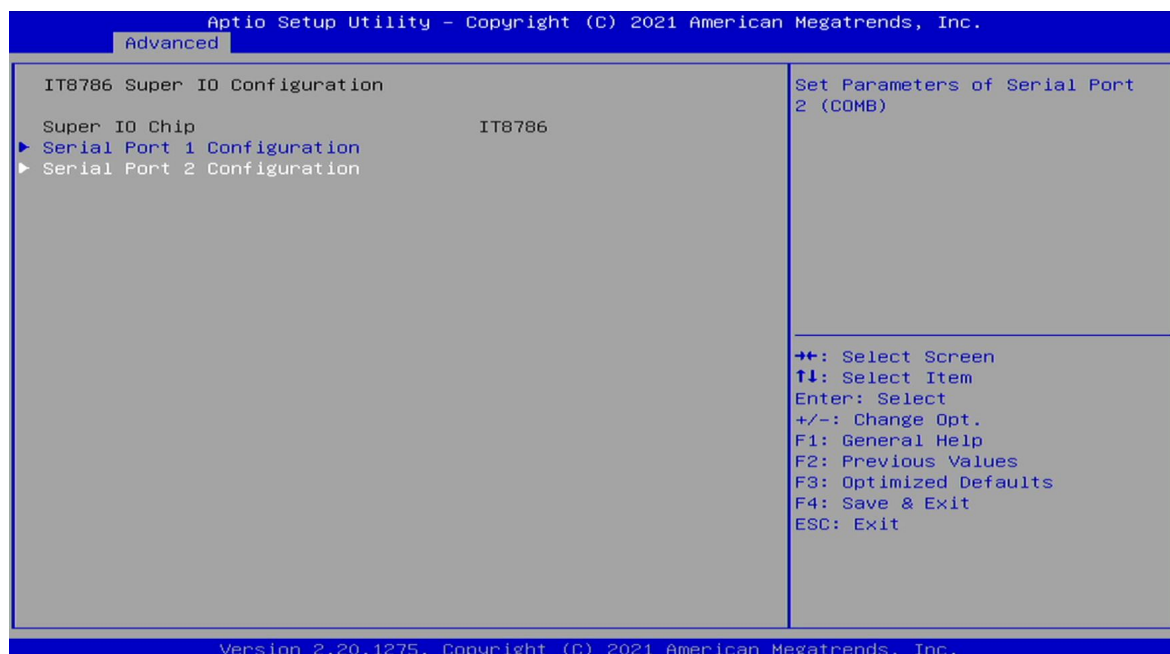 Aptio Setup Utility – Copyright (C) 2021 American Megatrends, Inc.
Advanced
IT8786 Super IO Configuration
Super IO Chip IT8786
▶ Serial Port 1 Configuration
▶ Serial Port 2 Configuration
Set Parameters of Serial Port
2 (COMB)
→←: Select Screen
↑↓: Select Item
Enter: Select
+/-: Change Opt.
F1: General Help
F2: Previous Values
F3: Optimized Defaults
F4: Save & Exit
ESC: Exit
Version 2.20.1275. Copyright (C) 2021 American Megatrends, Inc.